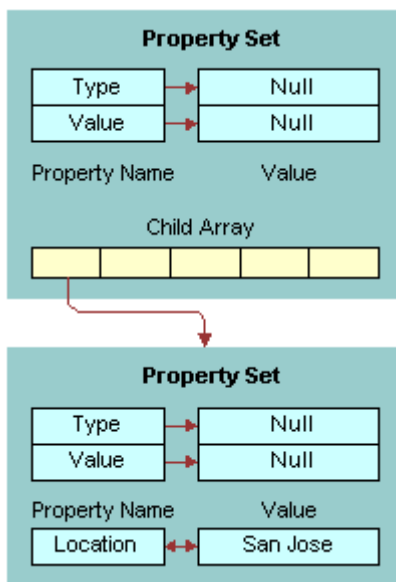 Property Set
Type Null
Value Null
Property Name Value
Child Array
Property Set
Type Null
Value Null
Property Name Value
Location San Jose